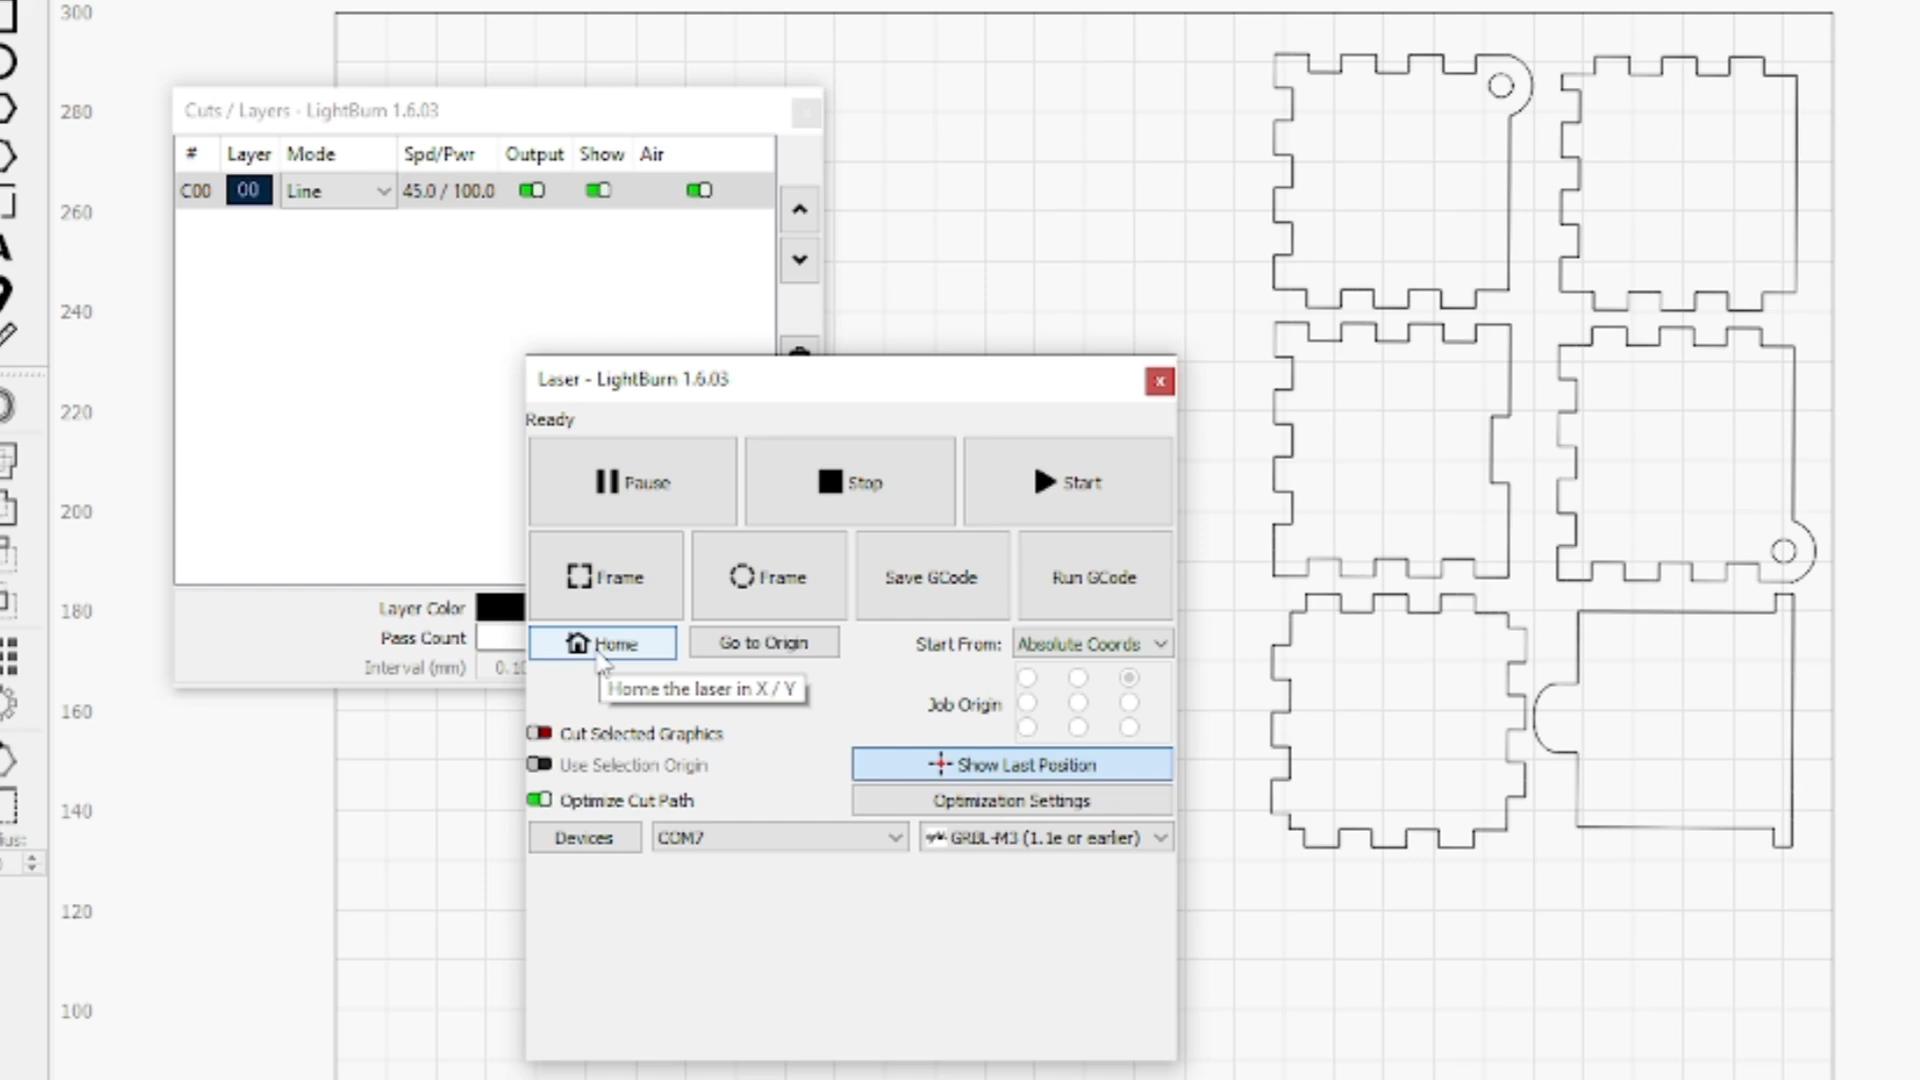 300
280
260
240
220
200
180
160
140
120
100
Cuts / Layers - LightBurn 1.6.03
# Layer Mode Spd/Pwr Output Show Air
C00 00 Line 45.0 / 100.0
Layer Color
Pass Count
Interval (mm) 0.10
Laser - LightBurn 1.6.03
Ready
Pause Stop Start
Frame Frame Save GCode Run GCode
Home Go to Origin Start From: Absolute Coords
Home the laser in X / Y
Job Origin
Cut Selected Graphics
Use Selection Origin Show Last Position
Optimize Cut Path Optimization Settings
Devices COM7 GRBL-M3 (1.1e or earlier)